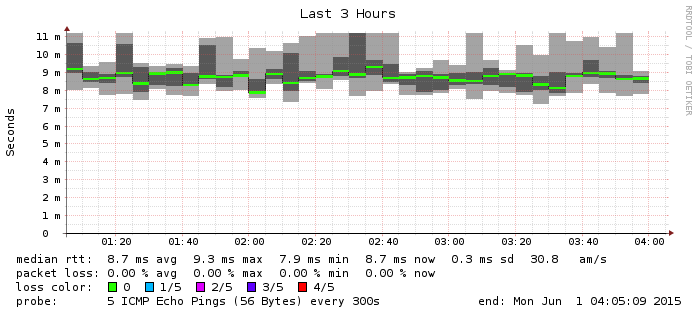 Last 3 Hours
RRDTOOL / TOBI OETIKER
Seconds
11 m
10 m
9 m
8 m
7 m
6 m
5 m
4 m
3 m
2 m
1 m
0
01:20 01:40 02:00 02:20 02:40 03:00 03:20 03:40 04:00
median rtt: 8.7 ms avg 9.3 ms max 7.9 ms min 8.7 ms now 0.3 ms sd 30.8 am/s
packet loss: 0.00 % avg 0.00 % max 0.00 % min 0.00 % now
loss color: 0 1/5 2/5 3/5 4/5
probe: 5 ICMP Echo Pings (56 Bytes) every 300s end: Mon Jun 1 04:05:09 2015